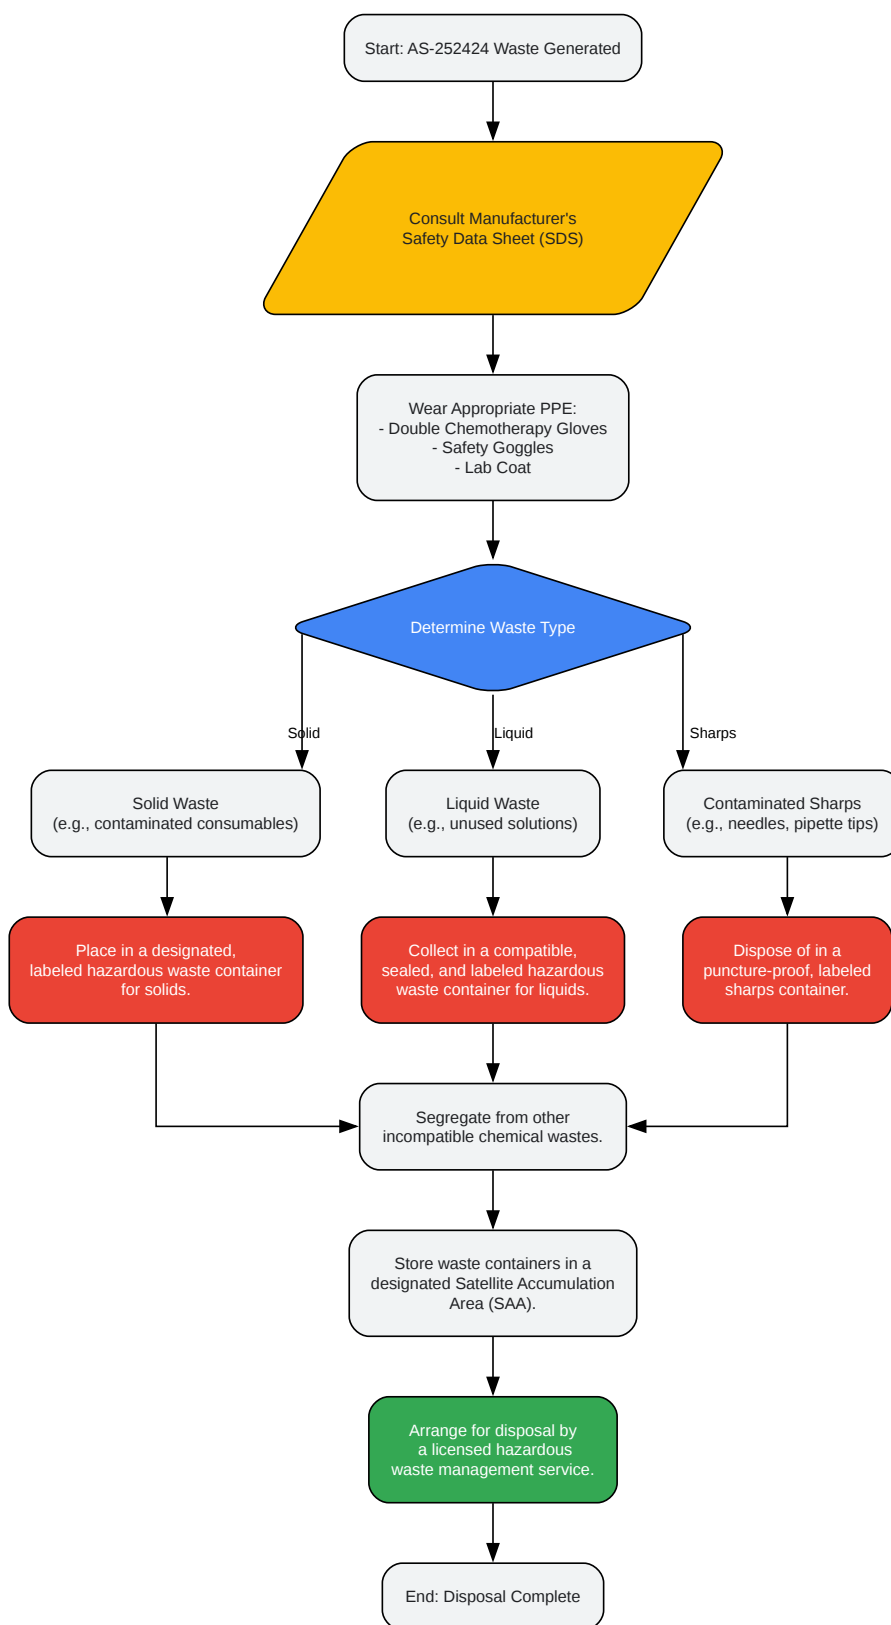 Start: AS-252424 Waste Generated
Consult Manufacturer's
Safety Data Sheet (SDS)
Wear Appropriate PPE:
- Double Chemotherapy Gloves
- Safety Goggles
- Lab Coat
Determine Waste Type
Solid
Liquid
Sharps
Solid Waste
(e.g., contaminated consumables)
Liquid Waste
(e.g., unused solutions)
Contaminated Sharps
(e.g., needles, pipette tips)
Place in a designated,
labeled hazardous waste container
for solids.
Collect in a compatible,
sealed, and labeled hazardous
waste container for liquids.
Dispose of in a
puncture-proof, labeled
sharps container.
Segregate from other
incompatible chemical wastes.
Store waste containers in a
designated Satellite Accumulation
Area (SAA).
Arrange for disposal by
a licensed hazardous
waste management service.
End: Disposal Complete